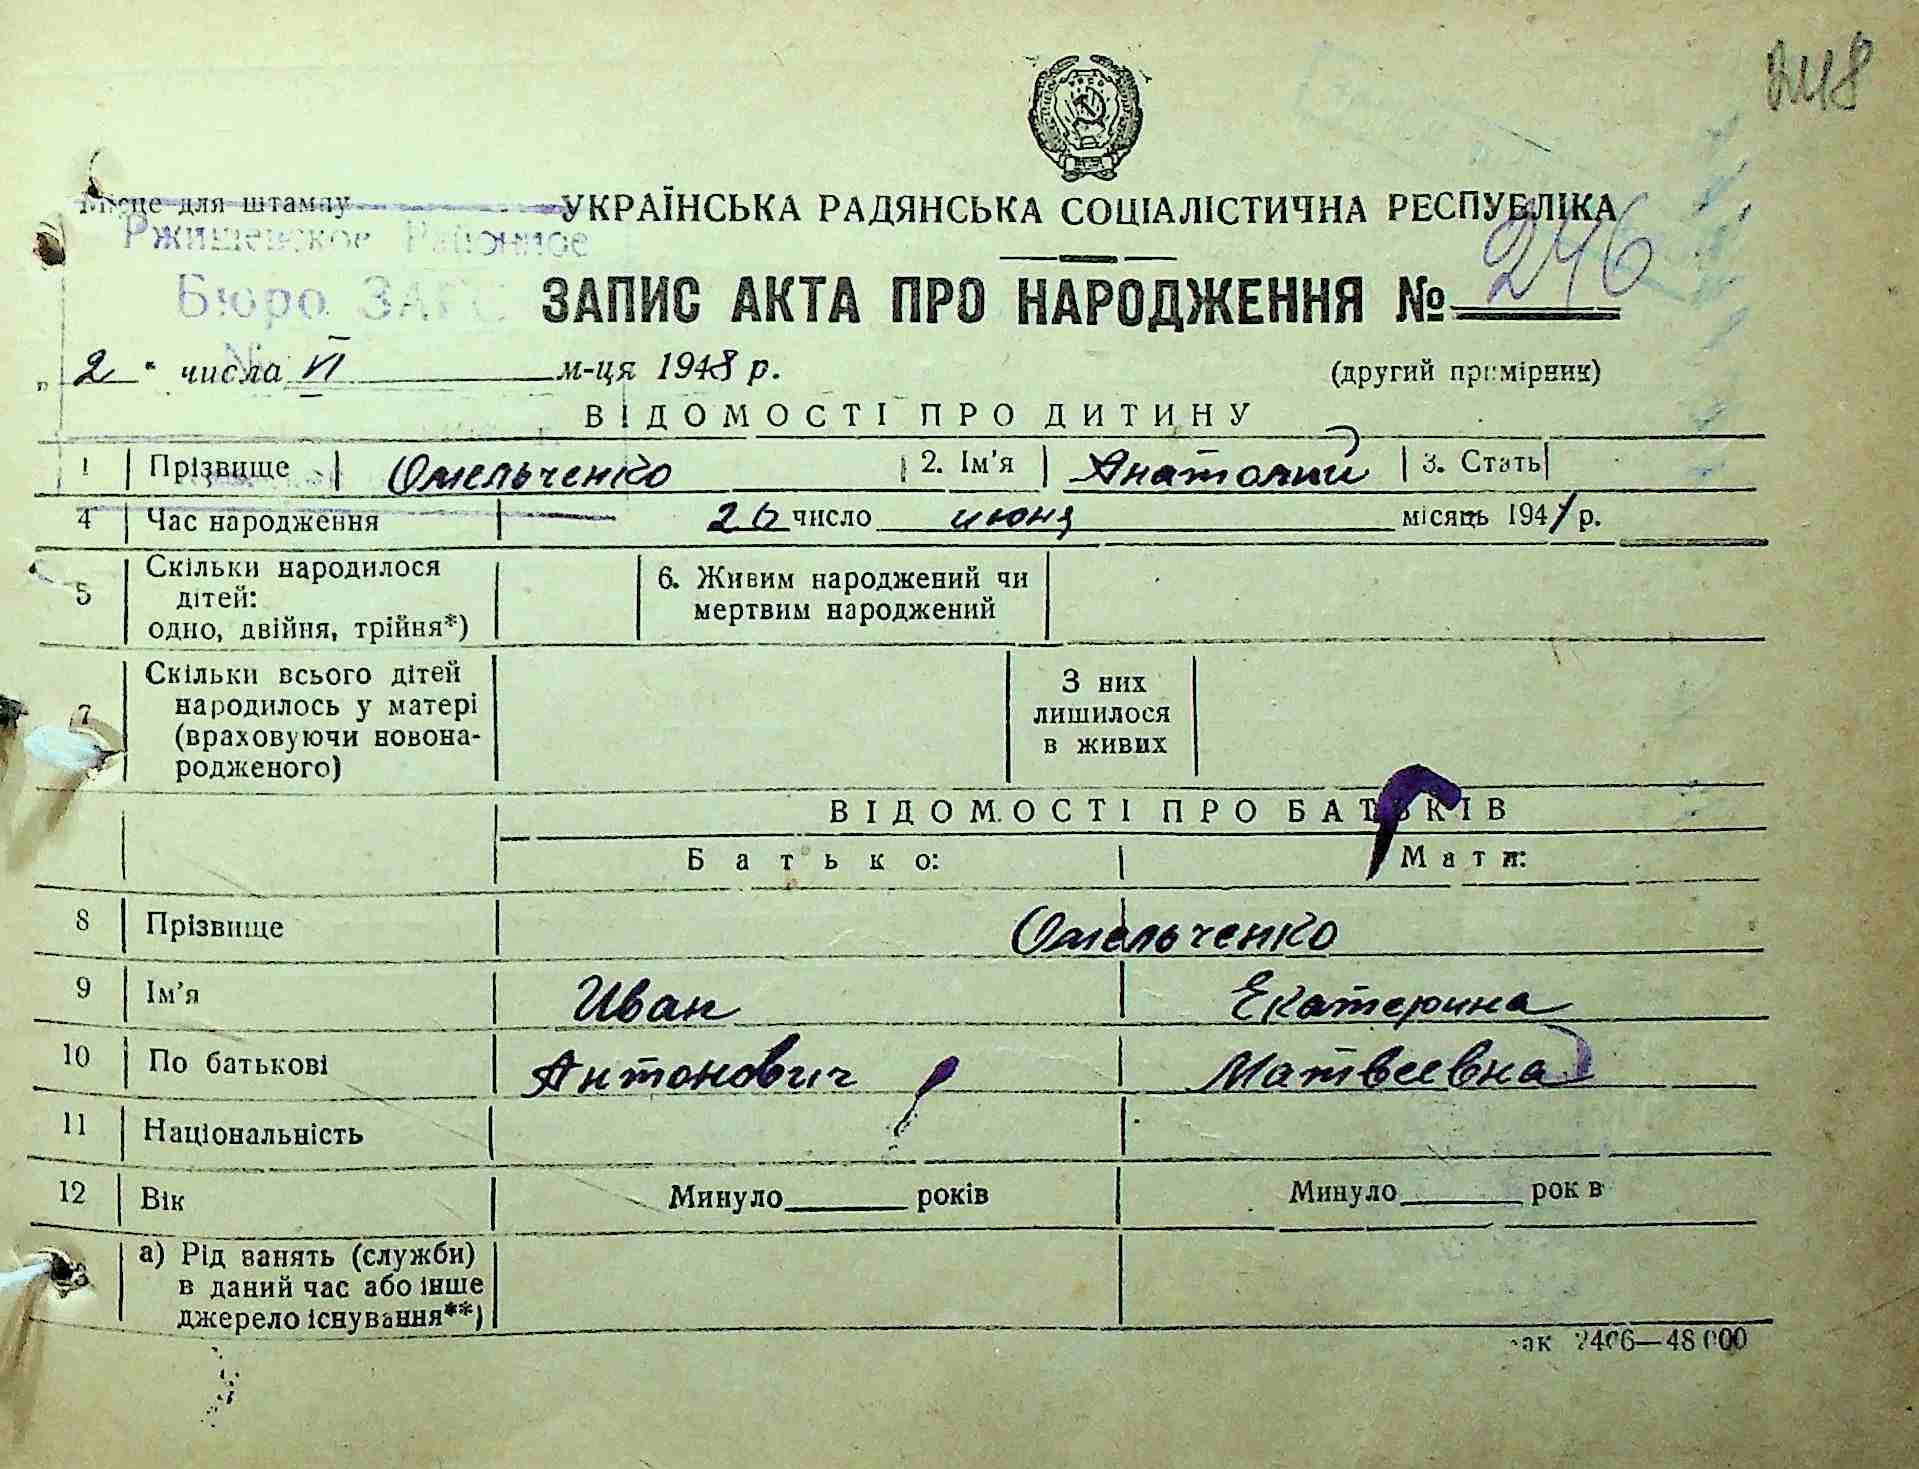 Місце для штампу
УКРАЇНСЬКА РАДЯНСЬКА СОЦІАЛІСТИЧНА РЕСПУБЛІКА
Ржищевское Районное
Бюро ЗАГС
ЗАПИС АКТА ПРО НАРОДЖЕННЯ № 246
„ 2 " числа VI м-ця 1948 р.
(другий примірник)
ВІДОМОСТІ ПРО ДИТИНУ
1 Прізвище Омельченко 2. Ім'я Анатолий 3. Стать
4 Час народження 26 число июня місяць 1941 р.
5 Скільки народилося
дітей:
одно, двійня, трійня*)
6. Живим народжений чи
мертвим народжений
7 Скільки всього дітей
народилось у матері
(враховуючи новона-
родженого)
З них
лишилося
в живих
ВІДОМОСТІ ПРО БАТЬКІВ
Батько: Мати:
8 Прізвище Омельченко
9 Ім'я Иван Екатерина
10 По батькові Антонович Матвеевна
11 Національність
12 Вік Минуло років Минуло рок в
а) Рід занять (служби)
в даний час або інше
джерело існування**)
2406—48000